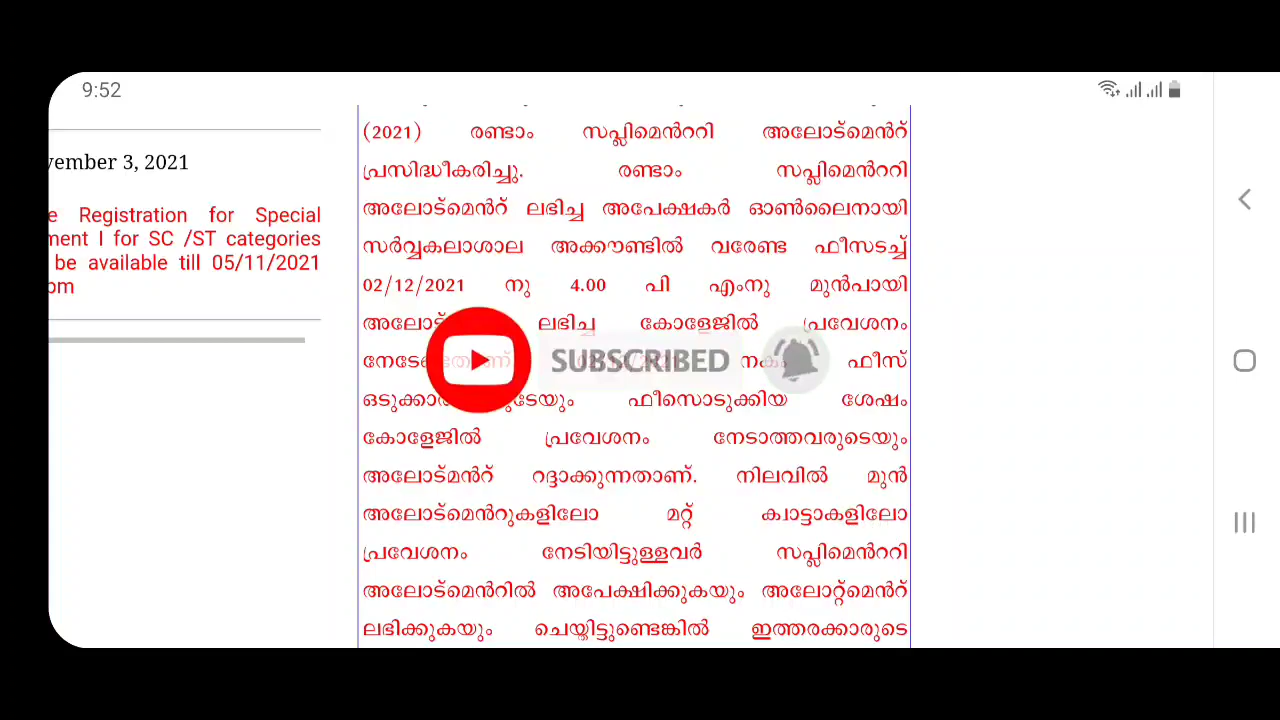 9:52
vember 3, 2021
e Registration for Special
ment I for SC /ST categories
be available till 05/11/2021
pm
(2021) രണ്ടാം സപ്ലിമെൻററി അലോട്മെൻറ്
പ്രസിദ്ധീകരിച്ചു. രണ്ടാം സപ്ലിമെൻററി
അലോട്മെൻറ് ലഭിച്ച അപേക്ഷകർ ഓൺലൈനായി
സർവ്വകലാശാല അക്കൗണ്ടിൽ വരേണ്ട ഫീസടച്ച്
02/12/2021 നു 4.00 പി എംനു മുൻപായി
ലഭിച്ച കോളേജിൽ പ്രവേശനം
ഫീസ്
SUBSCRIBED
ഫീസൊടുക്കിയ ശേഷം
കോളേജിൽ പ്രവേശനം നേടാത്തവരുടെയും
അലോട്മൻറ് റദ്ദാക്കുന്നതാണ്. നിലവിൽ മുൻ
അലോട്മെൻറുകളിലോ മറ്റ് ക്വാട്ടാകളിലോ
പ്രവേശനം നേടിയിട്ടുള്ളവർ സപ്ലിമെൻററി
അലോട്മെൻറിൽ അപേക്ഷിക്കുകയും അലോറ്റ്മെൻറ്
ലഭിക്കുകയും ചെയ്തിട്ടുണ്ടെങ്കിൽ ഇത്തരക്കാരുടെ